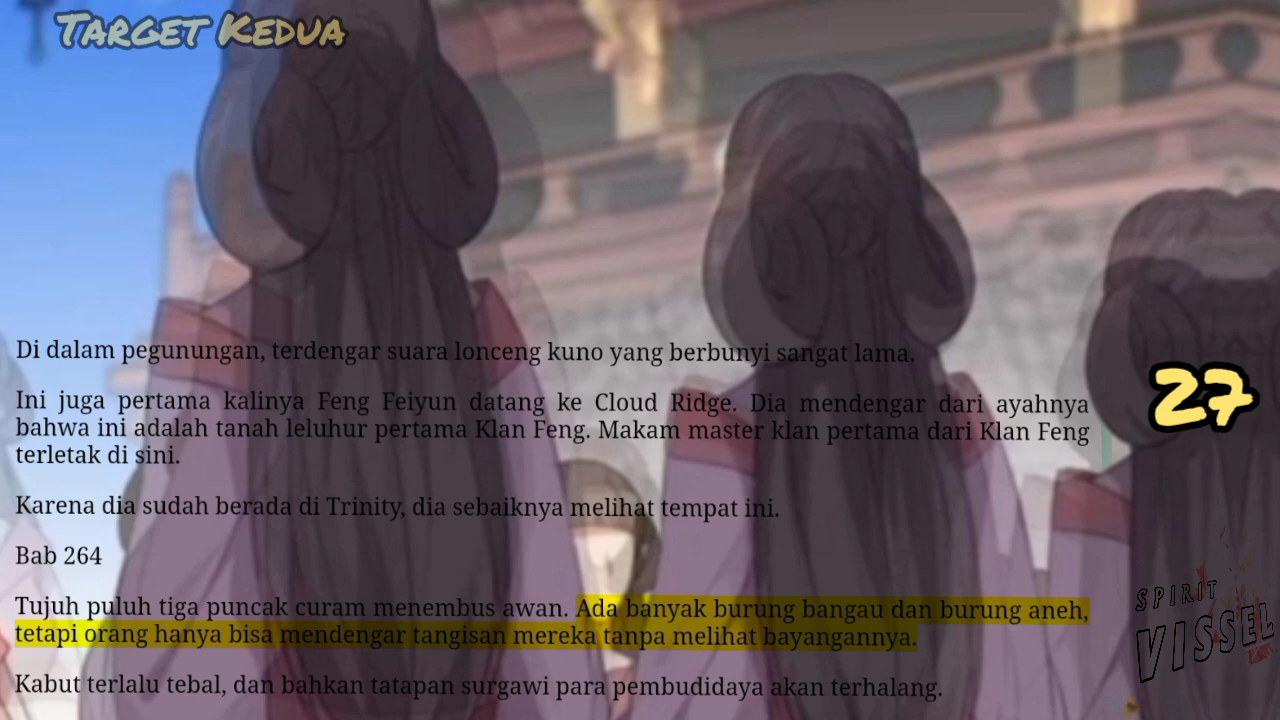 Target Kedua
Di dalam pegunungan, terdengar suara lonceng kuno yang berbunyi sangat lama.
Ini juga pertama kalinya Feng Feiyun datang ke Cloud Ridge. Dia mendengar dari ayahnya
bahwa ini adalah tanah leluhur pertama Klan Feng. Makam master klan pertama dari Klan Feng
terletak di sini.
27
Karena dia sudah berada di Trinity, dia sebaiknya melihat tempat ini.
Bab 264
Tujuh puluh tiga puncak curam menembus awan. Ada banyak burung bangau dan burung aneh,
tetapi orang hanya bisa mendengar tangisan mereka tanpa melihat bayangannya.
SPIRIT
VISSEL
Kabut terlalu tebal, dan bahkan tatapan surgawi para pembudidaya akan terhalang.